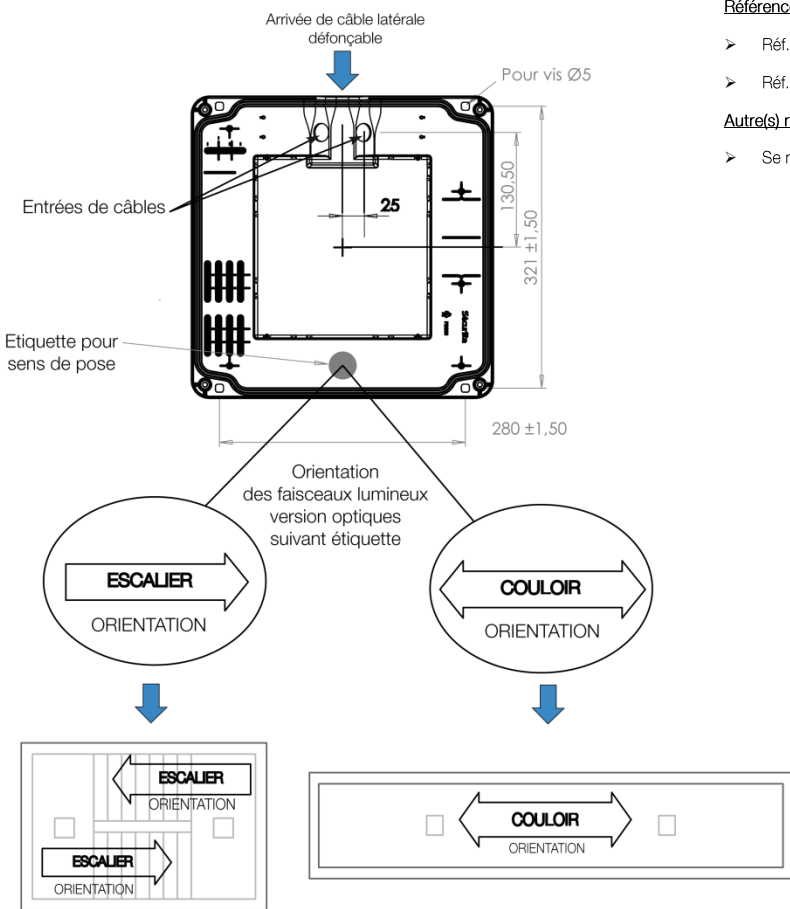 Arrivée de câble latérale
défonçable
Référenc
Réf.
Réf.
Autre(s) r
Se r
Pour vis Ø5
130,50
321 ±1,50
25
Entrées de câbles
Sécurlite
Etiquette pour
sens de pose
280 ±1,50
Orientation
des faisceaux lumineux
version optiques
suivant étiquette
ESCALIER
ORIENTATION
COULOIR
ORIENTATION
ESCALIER
ORIENTATION
ESCALIER
ORIENTATION
COULOIR
ORIENTATION